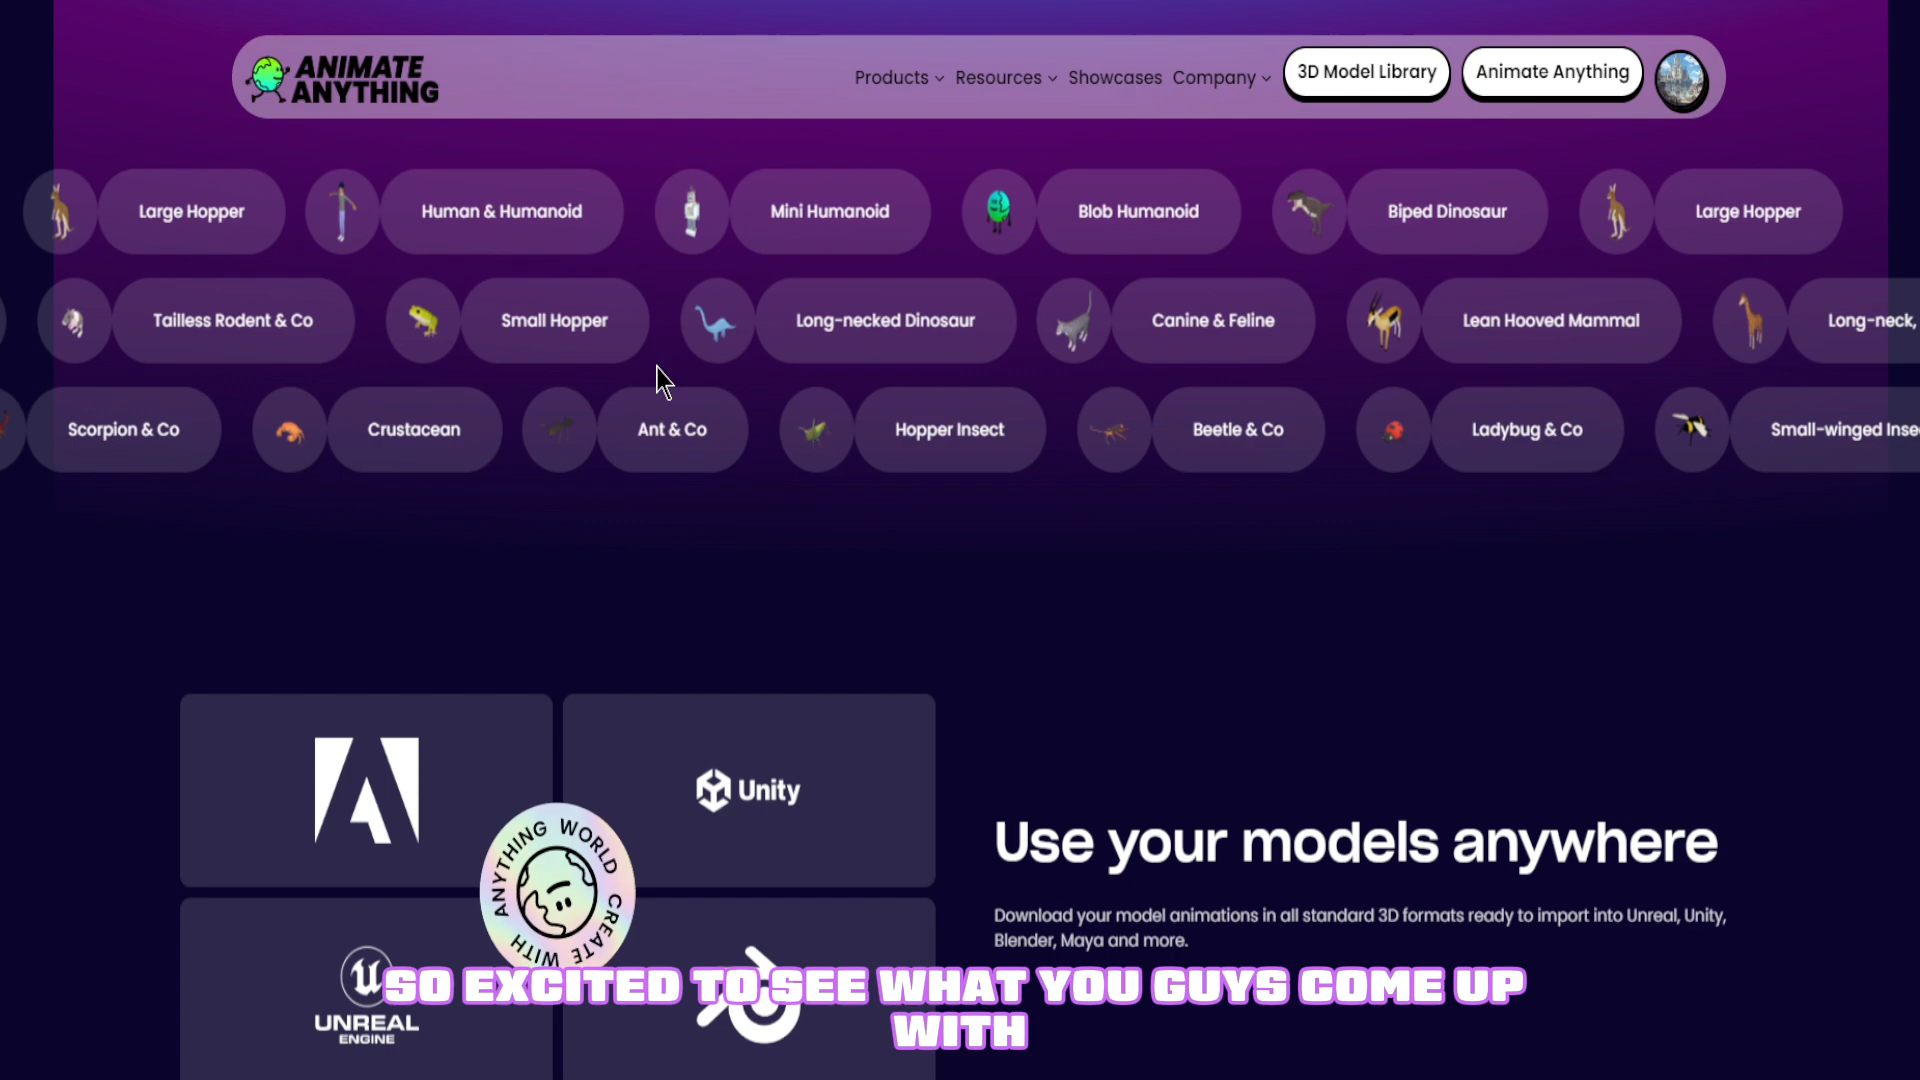 ANIMATE
ANYTHING
Products Resources Showcases Company 3D Model Library Animate Anything
Large Hopper Human & Humanoid Mini Humanoid Blob Humanoid Biped Dinosaur Large Hopper
Tailless Rodent & Co Small Hopper Long-necked Dinosaur Canine & Feline Lean Hooved Mammal Long-neck,
Scorpion & Co Crustacean Ant & Co Hopper Insect Beetle & Co Ladybug & Co Small-winged Inse
Unity
ANYTHING WORLD CREATE WITH
Use your models anywhere
Download your model animations in all standard 3D formats ready to import into Unreal, Unity,
Blender, Maya and more.
SO EXCITED TO SEE WHAT YOU GUYS COME UP
WITH
UNREAL
ENGINE